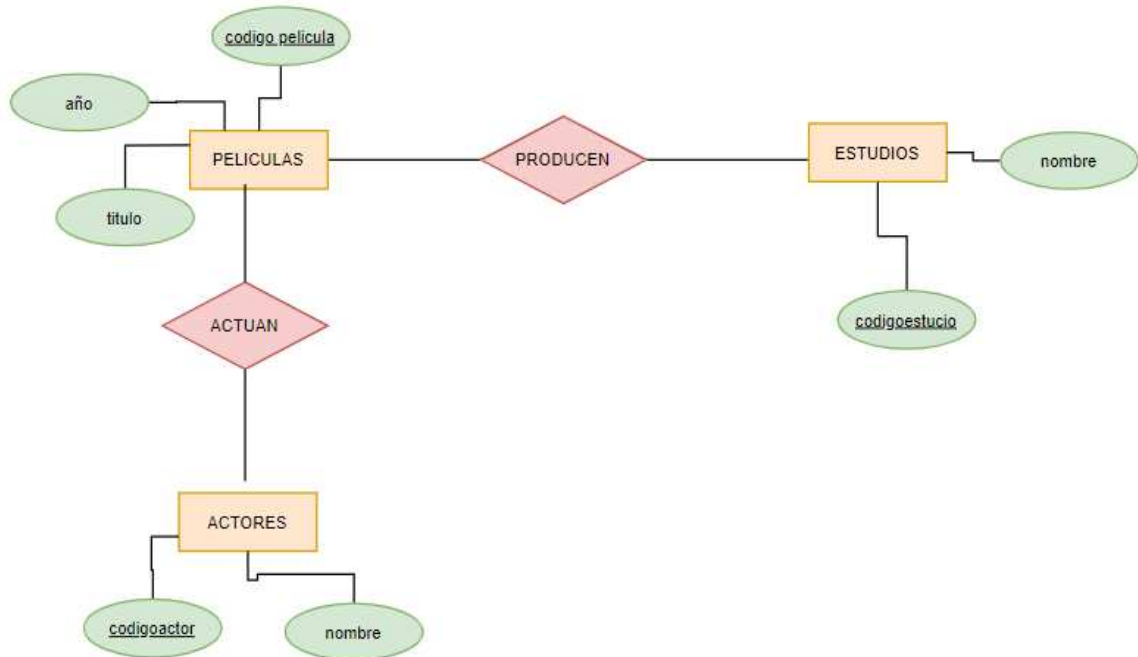 codigo pelicula
año
PELICULAS
PRODUCEN
ESTUDIOS
nombre
titulo
ACTUAN
codigoestucio
ACTORES
codigoactor
nombre